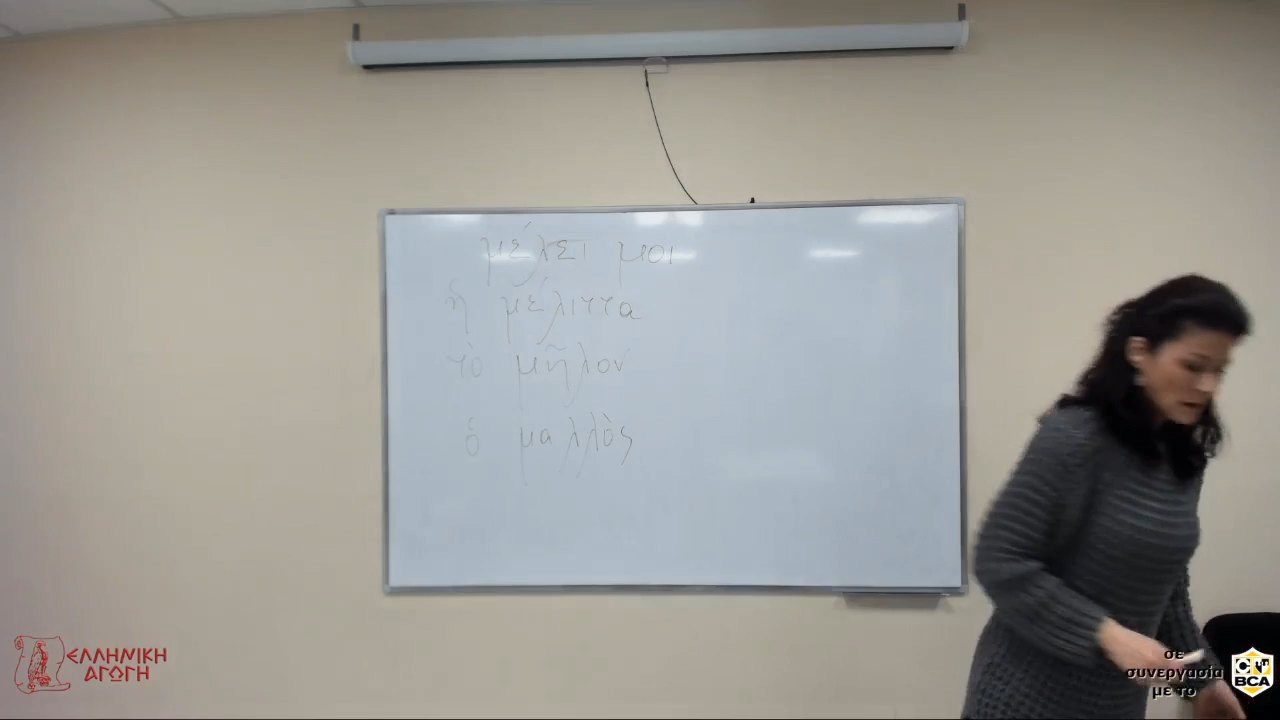 μέλει μοι
ἡ μέλιττα
τὸ μῆλον
ὁ μαλλὸς
ΕΛΛΗΝΙΚΗ
ΑΓΩΓΗ
σε
συνεργασία
με το
BCA